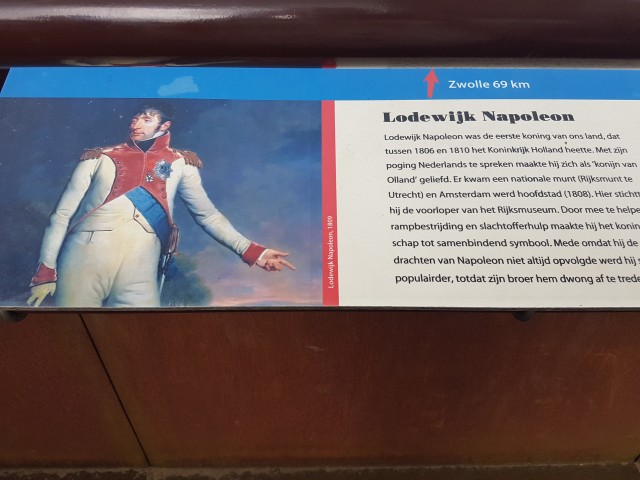 Zwolle 69 km
Lodewijk Napoleon
Lodewijk Napoleon was de eerste koning van ons land, dat
tussen 1806 en 1810 het Koninkrijk Holland heette. Met zijn
poging Nederlands te spreken maakte hij zich als 'konijn van
Olland' geliefd. Er kwam een nationale munt (Rijksmunt te
Utrecht) en Amsterdam werd hoofdstad (1808). Hier stichtt
hij de voorloper van het Rijksmuseum. Door mee te helpe
rampbestrijding en slachtofferhulp maakte hij het konin
schap tot samenbindend symbool. Mede omdat hij de
drachten van Napoleon niet altijd opvolgde werd hij s
populairder, totdat zijn broer hem dwong af te trede
Lodewijk Napoleon, 1809